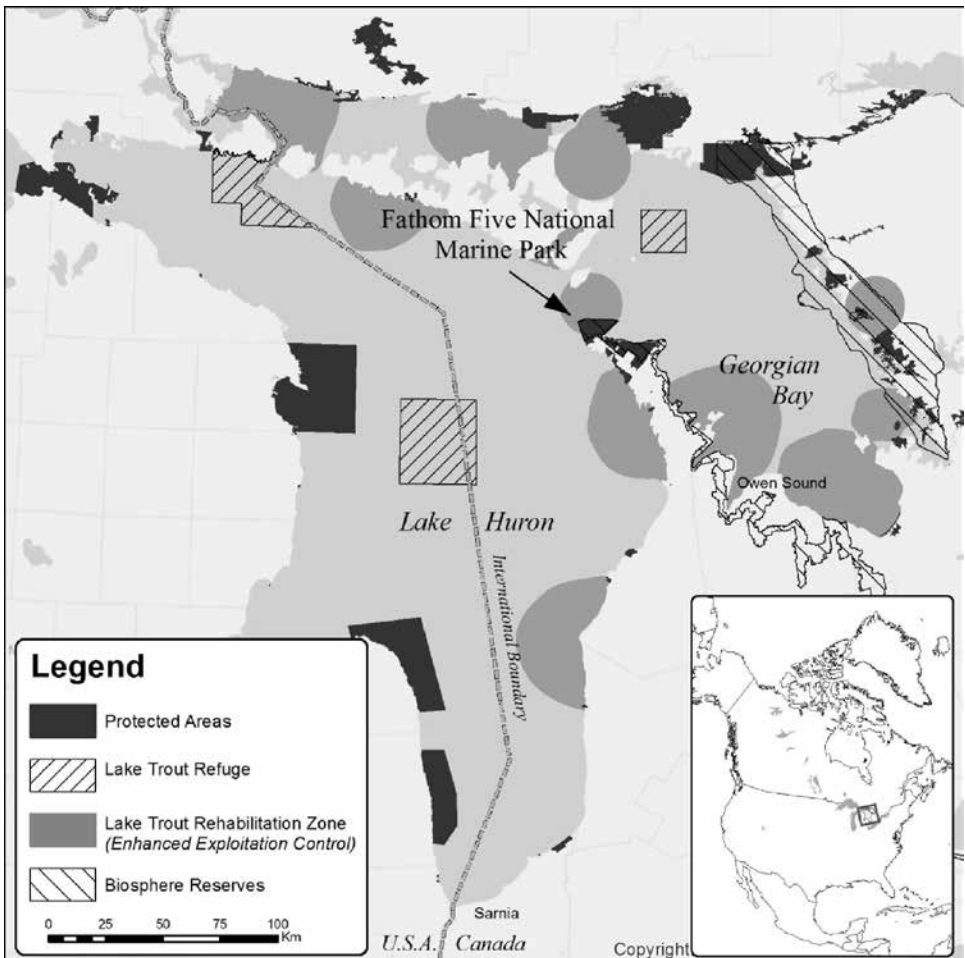 Fathom Five National
Marine Park
Georgian
Bay
Owen Sound
Lake Huron
International Boundary
Legend
Protected Areas
Lake Trout Refuge
Lake Trout Rehabilitation Zone
(Enhanced Exploitation Control)
Biosphere Reserves
0 25 50 75 100
Km
Sarnia
U.S.A. Canada
Copyright